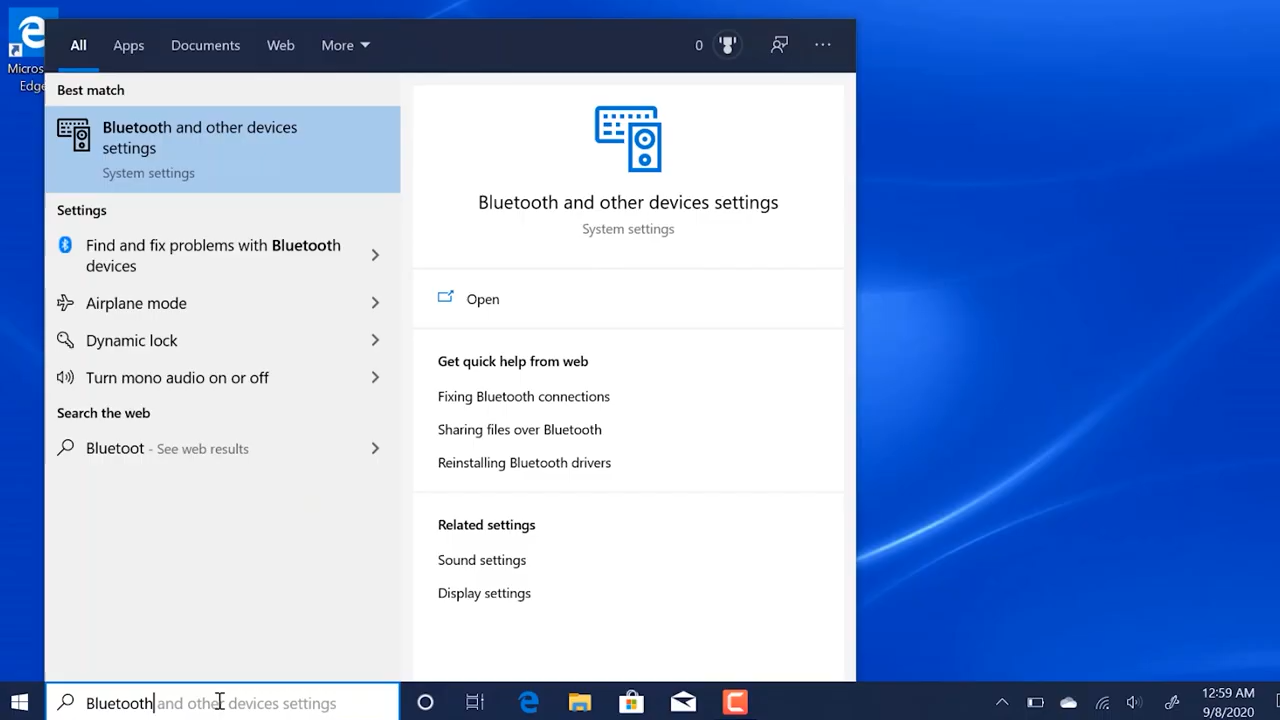 Micros
Edge
All Apps Documents Web More 0
Best match
Bluetooth and other devices
settings
System settings
Settings
Find and fix problems with Bluetooth
devices
Airplane mode
Dynamic lock
Turn mono audio on or off
Search the web
Bluetoot - See web results
Bluetooth and other devices settings
System settings
Open
Get quick help from web
Fixing Bluetooth connections
Sharing files over Bluetooth
Reinstalling Bluetooth drivers
Related settings
Sound settings
Display settings
Bluetooth and other devices settings
12:59 AM
9/8/2020